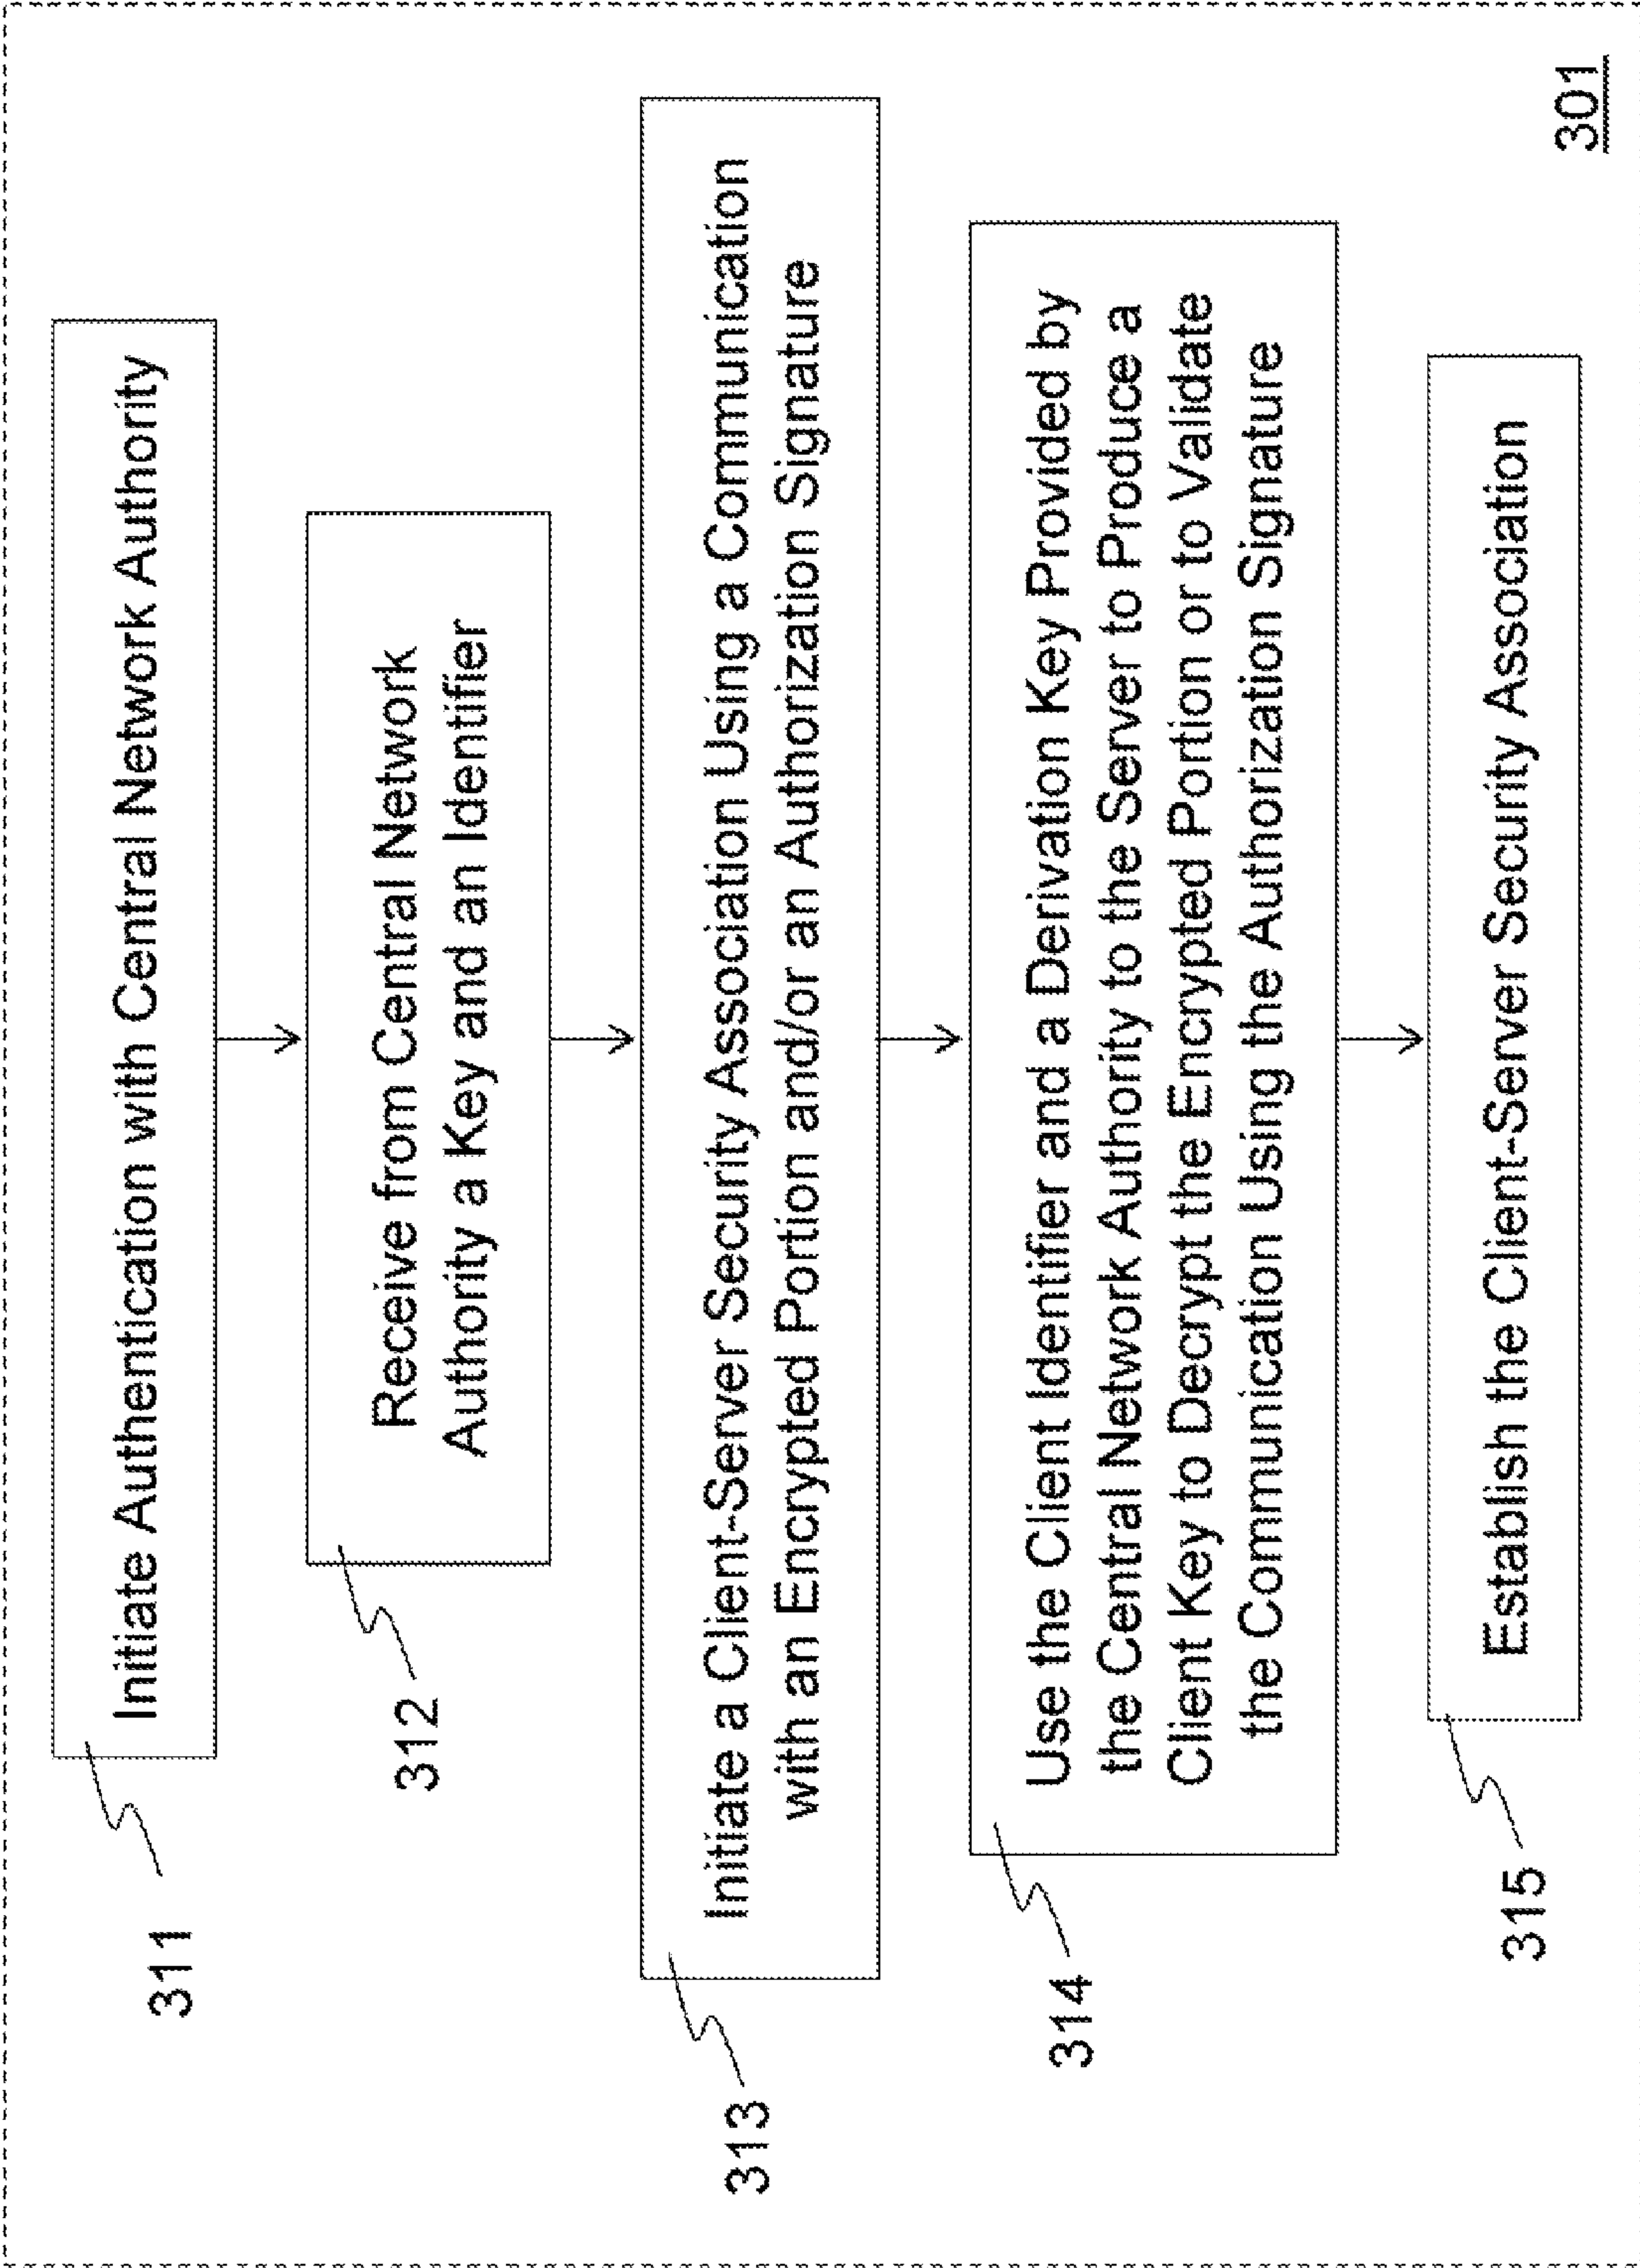 311
Initiate Authentication with Central Network Authority
312
Receive from Central Network
Authority a Key and an Identifier
313
Initiate a Client-Server Security Association Using a Communication
with an Encrypted Portion and/or an Authorization Signature
314
Use the Client Identifier and a Derivation Key Provided by
the Central Network Authority to the Server to Produce a
Client Key to Decrypt the Encrypted Portion or to Validate
the Communication Using the Authorization Signature
315
Establish the Client-Server Security Association
301